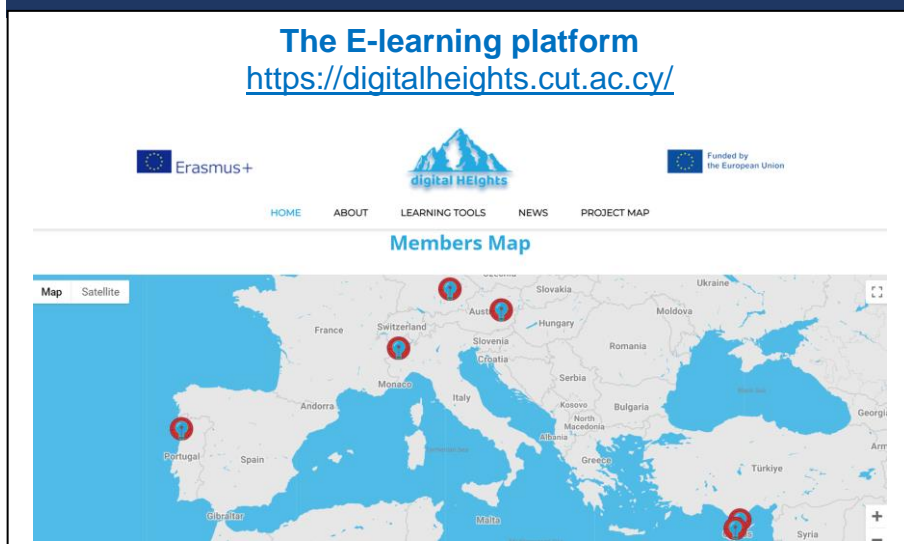 The E-learning platform
https://digitalheights.cut.ac.cy/
Erasmus+
digital HEIghts
Funded by
the European Union
HOME ABOUT LEARNING TOOLS NEWS PROJECT MAP
Members Map
Map Satellite
Slovakia
Ukraine
Moldova
France
Switzerland
Hungary
Slovenia
Romania
Croatia
Monaco
Serbia
Italy
Andorra
Kosovo
Bulgaria
North
Macedonia
Albania
Portugal
Spain
Greece
Türkiye
Gibraltar
Malta
Syria